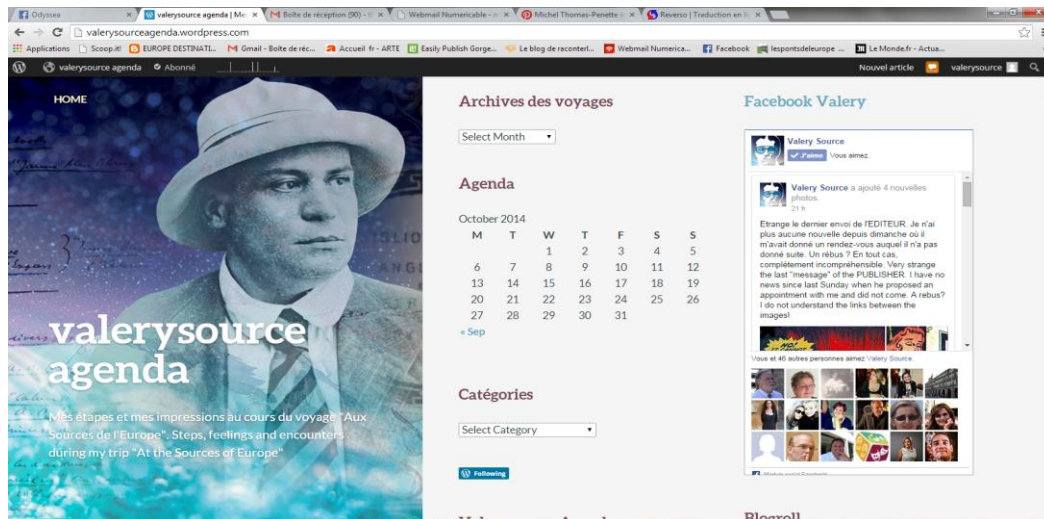 Odyssea
valerysource agenda | Me
Boîte de réception (90) - t
Webmail Numericable -
Michel Thomas-Penette
Reverso | Traduction en li
valerysourceagenda.wordpress.com
Applications
Scoop.it!
EUROPE DESTINATI...
Gmail - Boîte de réc...
Accueil fr - ARTE
Easily Publish Gorge...
Le blog de raconterl...
Webmail Numerica...
Facebook
lespontsdeleurope ...
Le Monde.fr - Actua...
valerysource agenda
Abonné
Nouvel article
valerysource
HOME
valerysource
agenda
Mes étapes et mes impressions au cours du voyage "Aux
Sources de l'Europe". Steps, feelings and encounters
during my trip "At the Sources of Europe"
Archives des voyages
Select Month
Agenda
October 2014
M T W T F S S
1 2 3 4 5
6 7 8 9 10 11 12
13 14 15 16 17 18 19
20 21 22 23 24 25 26
27 28 29 30 31
« Sep
Catégories
Select Category
Following
Facebook Valery
Valery Source
J'aime Vous aimez
Valery Source a ajouté 4 nouvelles
photos.
21 h
Etrange le dernier envoi de l'EDITEUR. Je n'ai
plus aucune nouvelle depuis dimanche où il
m'avait donné un rendez-vous auquel il n'a pas
donné suite. Un rébus ? En tout cas,
complétement incompréhensible. Very strange
the last "message" of the PUBLISHER. I have no
news since last Sunday when he proposed an
appointment with me and did not come. A rebus?
I do not understand the links between the
images!
NO!
Vous et 46 autres personnes aimez Valery Source.
Blogroll